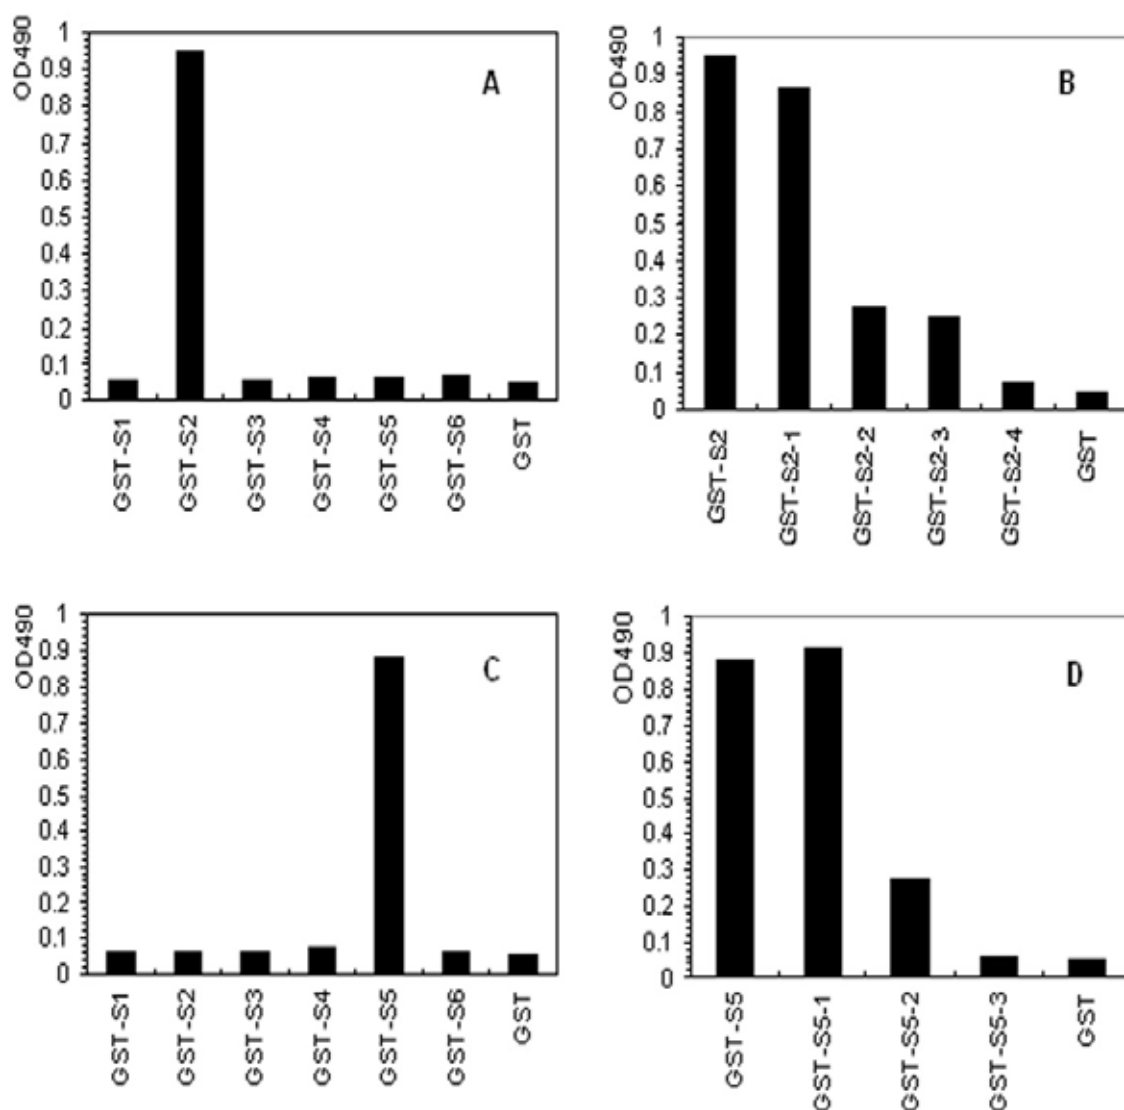 OD490
1
0.9
0.8
0.7
0.6
0.5
0.4
0.3
0.2
0.1
0
A
GST-S1
GST-S2
GST-S3
GST-S4
GST-S5
GST-S6
GST
OD490
1
0.9
0.8
0.7
0.6
0.5
0.4
0.3
0.2
0.1
0
B
GST-S2
GST-S2-1
GST-S2-2
GST-S2-3
GST-S2-4
GST
OD490
1
0.9
0.8
0.7
0.6
0.5
0.4
0.3
0.2
0.1
0
C
GST-S1
GST-S2
GST-S3
GST-S4
GST-S5
GST-S6
GST
OD490
1
0.9
0.8
0.7
0.6
0.5
0.4
0.3
0.2
0.1
0
D
GST-S5
GST-S5-1
GST-S5-2
GST-S5-3
GST